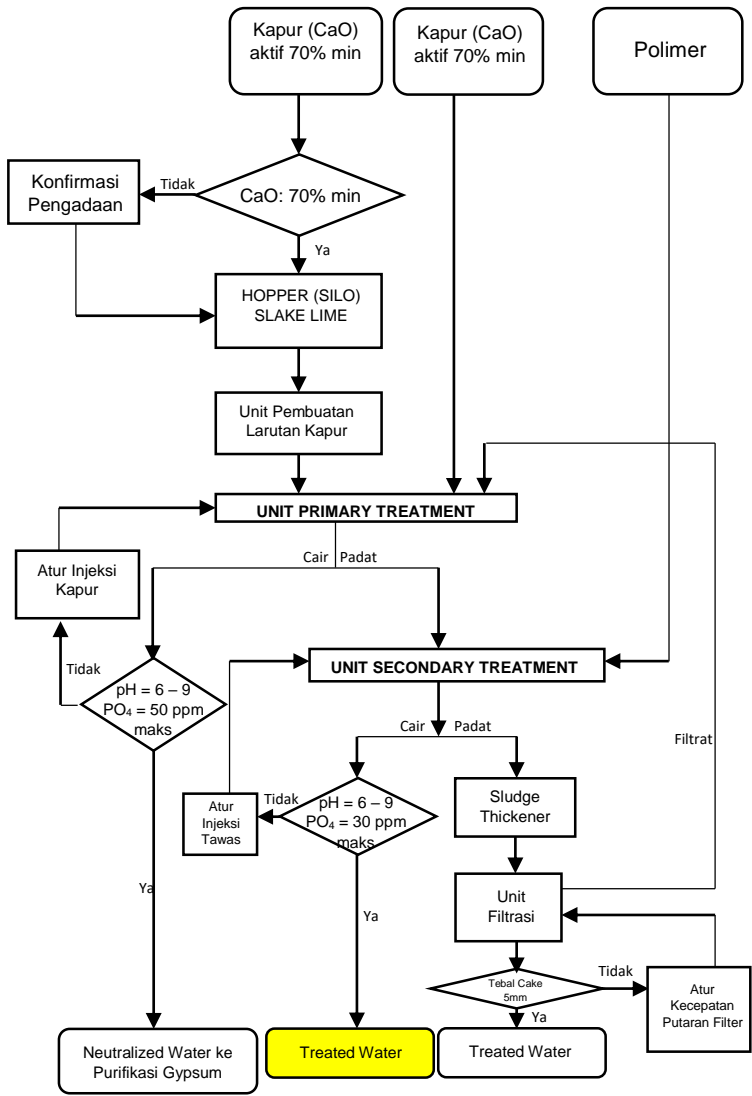 Kapur (CaO)
aktif 70% min
Kapur (CaO)
aktif 70% min
Polimer
Konfirmasi
Pengadaan
Tidak
CaO: 70% min
Ya
HOPPER (SILO)
SLAKE LIME
Unit Pembuatan
Larutan Kapur
UNIT PRIMARY TREATMENT
Cair
Padat
Atur Injeksi
Kapur
Tidak
pH = 6 – 9
PO₄ = 50 ppm
maks
UNIT SECONDARY TREATMENT
Cair
Padat
Filtrat
Atur
Injeksi
Tawas
Tidak
pH = 6 – 9
PO₄ = 30 ppm
maks
Sludge
Thickener
Unit
Filtrasi
Ya
Ya
Tebal Cake
5mm
Tidak
Ya
Atur
Kecepatan
Putaran Filter
Neutralized Water ke
Purifikasi Gypsum
Treated Water
Treated Water